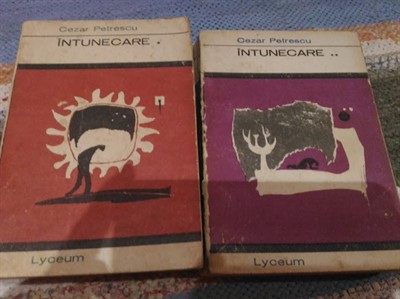 Cezar Petrescu
ÎNTUNECARE *
Lyceum
Cezar Petrescu
ÎNTUNECARE **
Lyceum